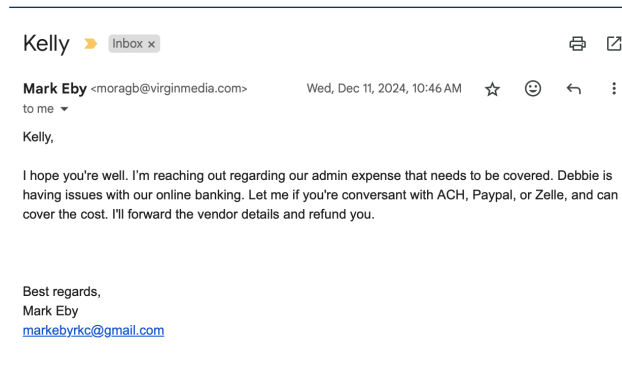 Kelly Inbox x
Mark Eby <moragb@virginmedia.com> Wed, Dec 11, 2024, 10:46 AM
to me
Kelly,
I hope you're well. I'm reaching out regarding our admin expense that needs to be covered. Debbie is
having issues with our online banking. Let me if you're conversant with ACH, Paypal, or Zelle, and can
cover the cost. I'll forward the vendor details and refund you.
Best regards,
Mark Eby
markebyrkc@gmail.com